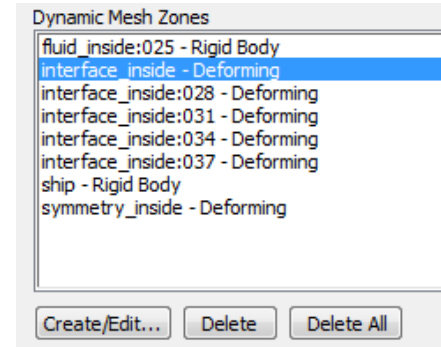 Dynamic Mesh Zones
fluid_inside:025 - Rigid Body
interface_inside - Deforming
interface_inside:028 - Deforming
interface_inside:031 - Deforming
interface_inside:034 - Deforming
interface_inside:037 - Deforming
ship - Rigid Body
symmetry_inside - Deforming
Create/Edit... Delete Delete All